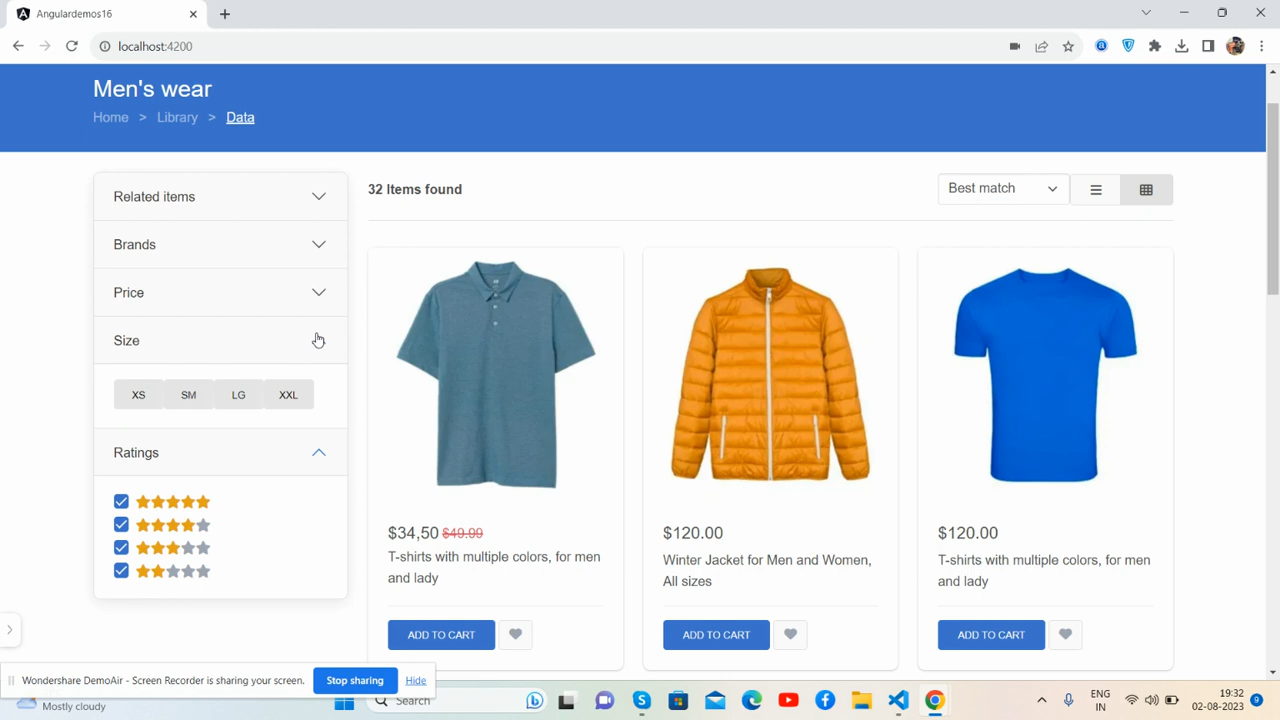 Angulardemos16
localhost:4200
Men's wear
Home > Library > Data
Related items
Brands
Price
Size
XS SM LG XXL
Ratings
32 Items found
Best match
$34,50 $49.99
T-shirts with multiple colors, for men
and lady
ADD TO CART
$120.00
Winter Jacket for Men and Women,
All sizes
ADD TO CART
$120.00
T-shirts with multiple colors, for men
and lady
ADD TO CART
Wondershare DemoAir - Screen Recorder is sharing your screen.
Stop sharing
Hide
Mostly cloudy
Search
ENG
IN
19:32
02-08-2023
9